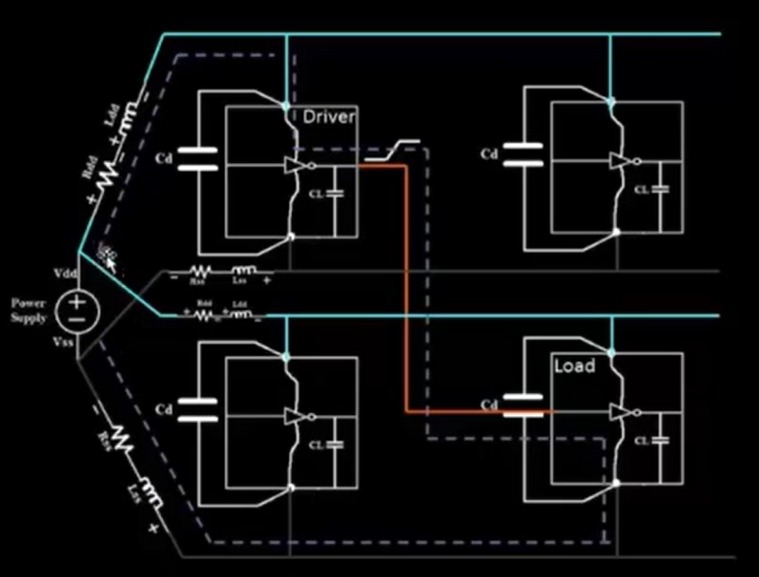 Ldd
Driver
Cd
Cd
Rdd
CL
CL
Vdd
Rss
Lss
Power
Supply
Rdd
Ldd
Vss
Load
Cd
Cd
CL
CL
Rss
Lss